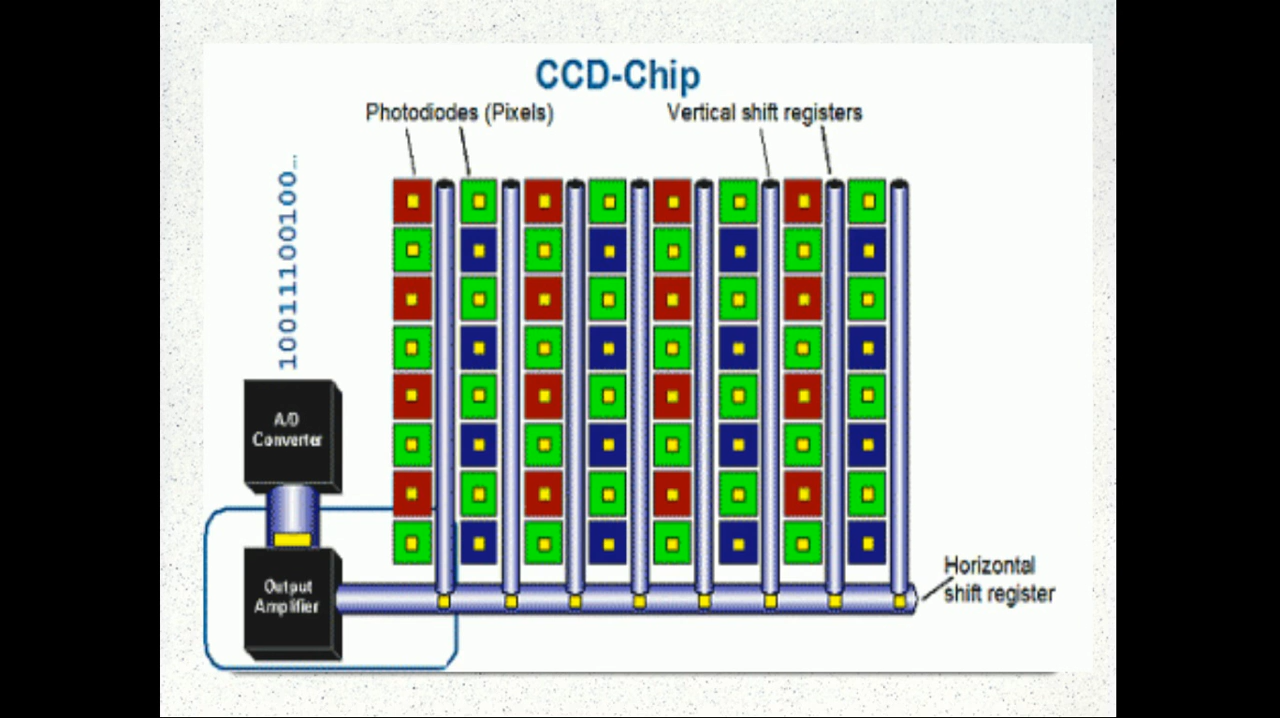 CCD-Chip
Photodiodes (Pixels)
Vertical shift registers
10011100100...
A/D
Converter
Output
Amplifier
Horizontal
shift register